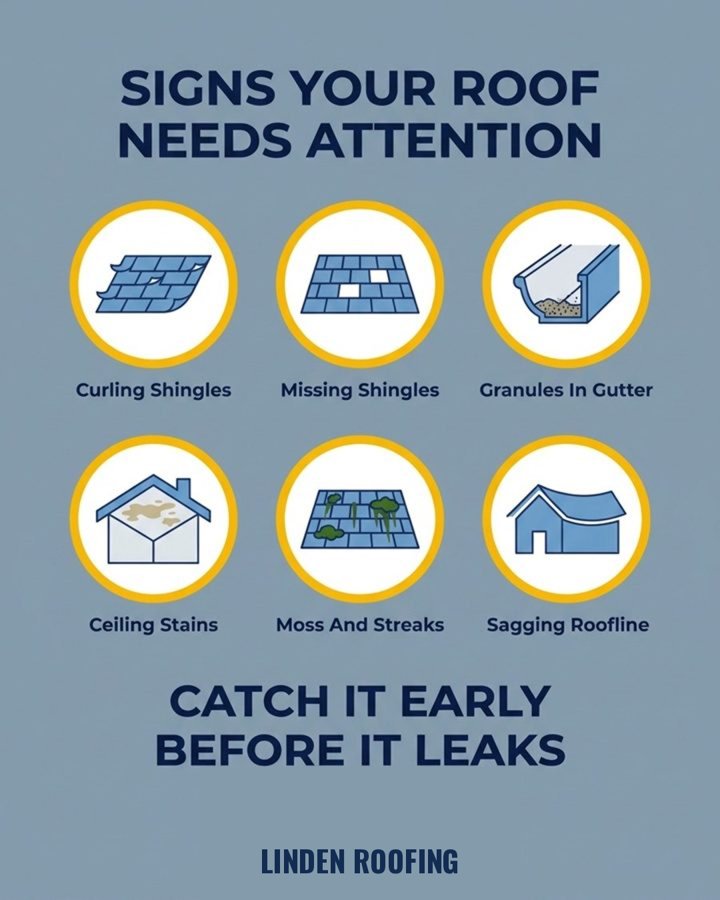 SIGNS YOUR ROOF
NEEDS ATTENTION
Curling Shingles
Missing Shingles
Granules In Gutter
Ceiling Stains
Moss And Streaks
Sagging Roofline
CATCH IT EARLY
BEFORE IT LEAKS
LINDEN ROOFING